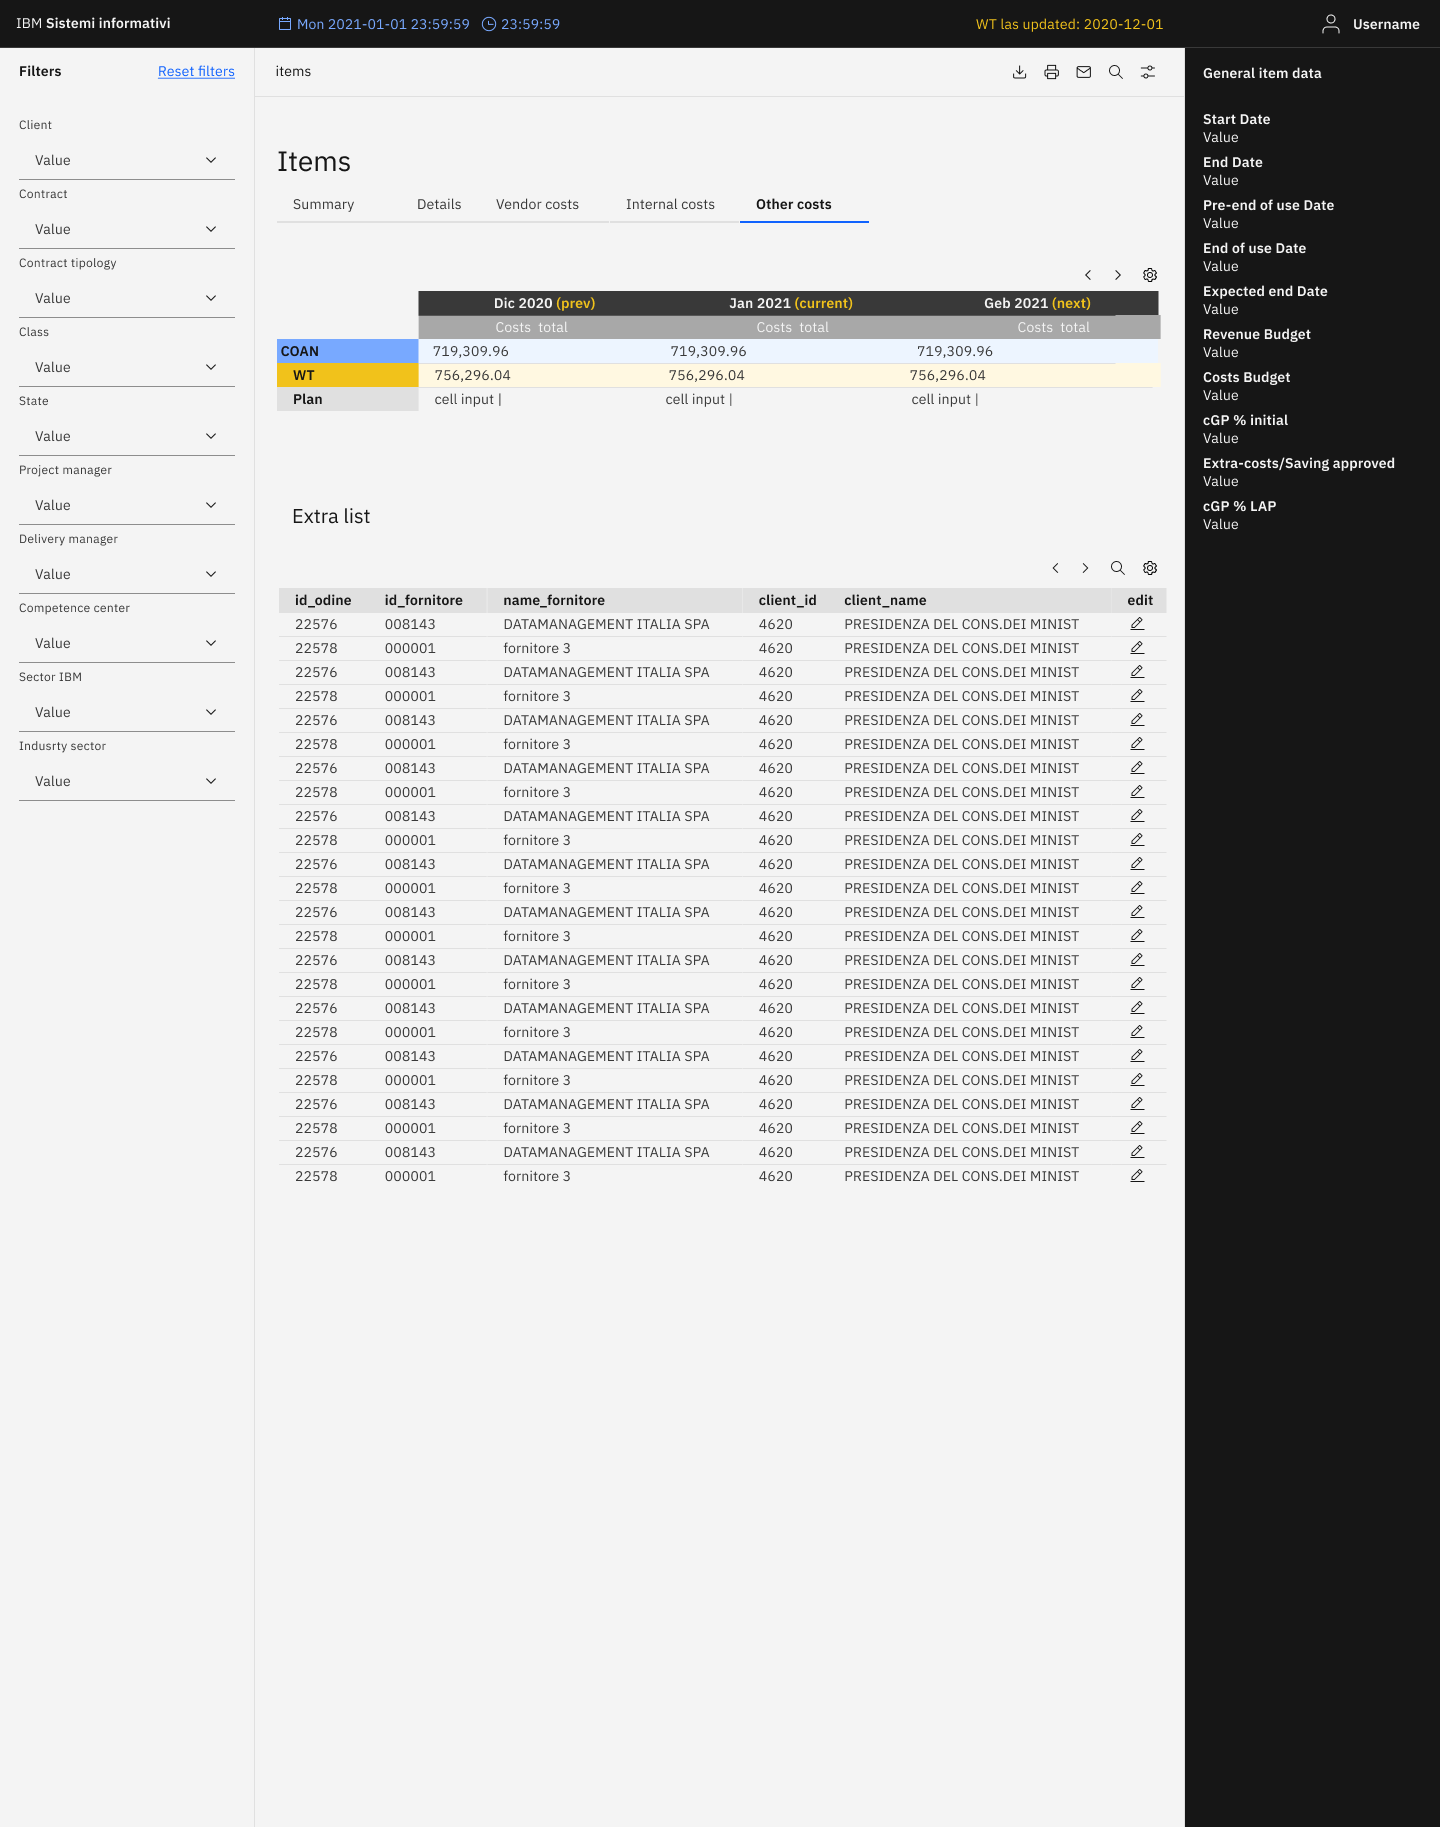 IBM Sistemi informativi
Mon 2021-01-01 23:59:59
23:59:59
WT las updated: 2020-12-01
Username
Filters
Reset filters
Client
Value
Contract
Value
Contract tipology
Value
Class
Value
State
Value
Project manager
Value
Delivery manager
Value
Competence center
Value
Sector IBM
Value
Indusrty sector
Value
items
Items
Summary Details Vendor costs Internal costs Other costs
Dic 2020 (prev) Jan 2021 (current) Geb 2021 (next)
Costs total Costs total Costs total
COAN 719,309.96 719,309.96 719,309.96
WT 756,296.04 756,296.04 756,296.04
Plan cell input | cell input | cell input |
Extra list
id_odine id_fornitore name_fornitore client_id client_name edit
22576 008143 DATAMANAGEMENT ITALIA SPA 4620 PRESIDENZA DEL CONS.DEI MINIST
22578 000001 fornitore 3 4620 PRESIDENZA DEL CONS.DEI MINIST
22576 008143 DATAMANAGEMENT ITALIA SPA 4620 PRESIDENZA DEL CONS.DEI MINIST
22578 000001 fornitore 3 4620 PRESIDENZA DEL CONS.DEI MINIST
22576 008143 DATAMANAGEMENT ITALIA SPA 4620 PRESIDENZA DEL CONS.DEI MINIST
22578 000001 fornitore 3 4620 PRESIDENZA DEL CONS.DEI MINIST
22576 008143 DATAMANAGEMENT ITALIA SPA 4620 PRESIDENZA DEL CONS.DEI MINIST
22578 000001 fornitore 3 4620 PRESIDENZA DEL CONS.DEI MINIST
22576 008143 DATAMANAGEMENT ITALIA SPA 4620 PRESIDENZA DEL CONS.DEI MINIST
22578 000001 fornitore 3 4620 PRESIDENZA DEL CONS.DEI MINIST
22576 008143 DATAMANAGEMENT ITALIA SPA 4620 PRESIDENZA DEL CONS.DEI MINIST
22578 000001 fornitore 3 4620 PRESIDENZA DEL CONS.DEI MINIST
22576 008143 DATAMANAGEMENT ITALIA SPA 4620 PRESIDENZA DEL CONS.DEI MINIST
22578 000001 fornitore 3 4620 PRESIDENZA DEL CONS.DEI MINIST
22576 008143 DATAMANAGEMENT ITALIA SPA 4620 PRESIDENZA DEL CONS.DEI MINIST
22578 000001 fornitore 3 4620 PRESIDENZA DEL CONS.DEI MINIST
22576 008143 DATAMANAGEMENT ITALIA SPA 4620 PRESIDENZA DEL CONS.DEI MINIST
22578 000001 fornitore 3 4620 PRESIDENZA DEL CONS.DEI MINIST
22576 008143 DATAMANAGEMENT ITALIA SPA 4620 PRESIDENZA DEL CONS.DEI MINIST
22578 000001 fornitore 3 4620 PRESIDENZA DEL CONS.DEI MINIST
22576 008143 DATAMANAGEMENT ITALIA SPA 4620 PRESIDENZA DEL CONS.DEI MINIST
22578 000001 fornitore 3 4620 PRESIDENZA DEL CONS.DEI MINIST
22576 008143 DATAMANAGEMENT ITALIA SPA 4620 PRESIDENZA DEL CONS.DEI MINIST
22578 000001 fornitore 3 4620 PRESIDENZA DEL CONS.DEI MINIST
General item data
Start Date
Value
End Date
Value
Pre-end of use Date
Value
End of use Date
Value
Expected end Date
Value
Revenue Budget
Value
Costs Budget
Value
cGP % initial
Value
Extra-costs/Saving approved
Value
cGP % LAP
Value